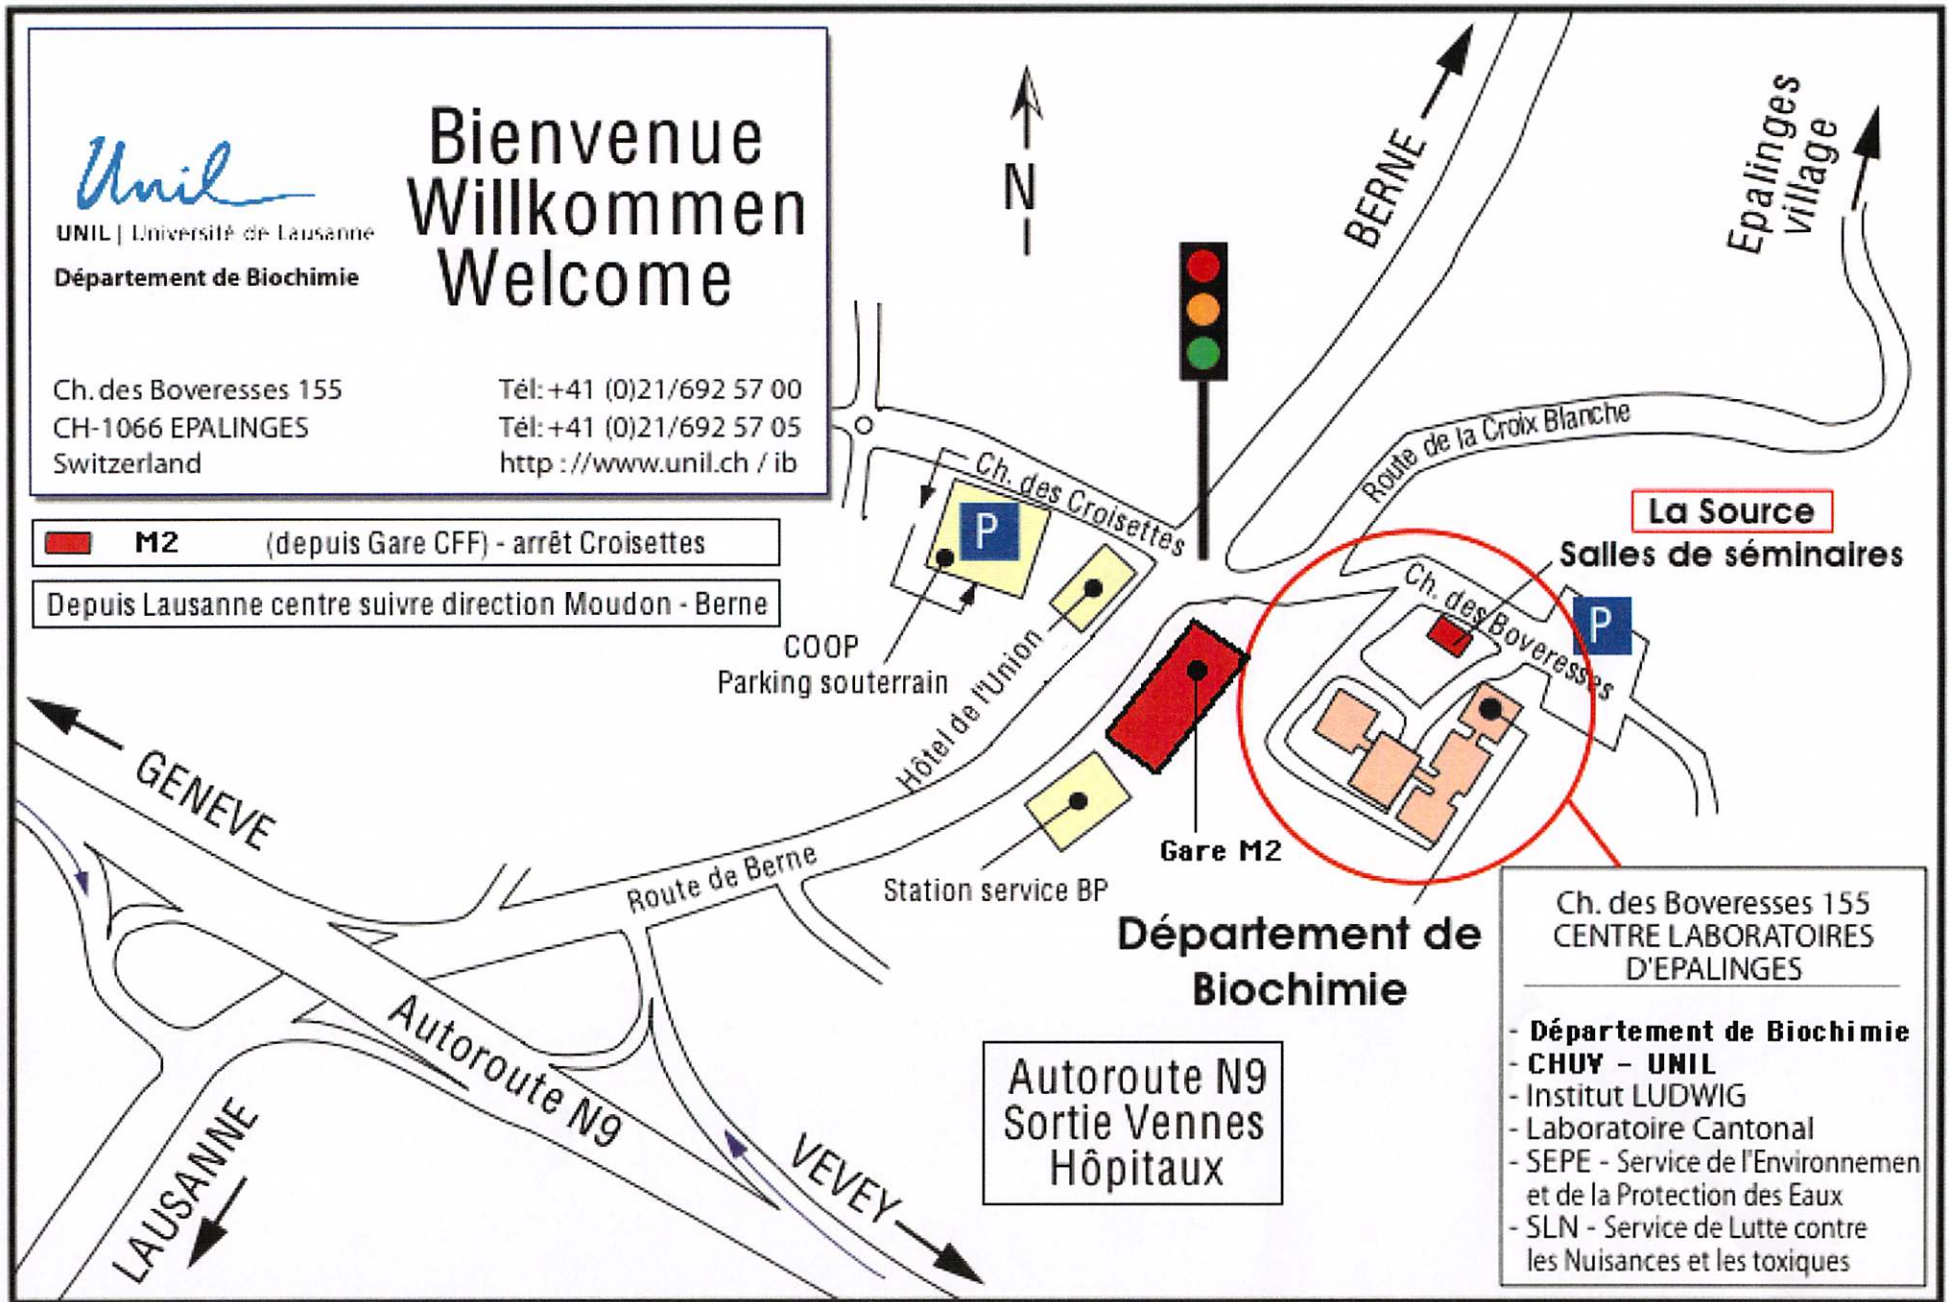 Unil
UNIL | Université de Lausanne
Département de Biochimie
Bienvenue
Willkommen
Welcome
Ch. des Boveresses 155
CH-1066 EPALINGES
Switzerland
Tél: +41 (0)21/692 57 00
Tél: +41 (0)21/692 57 05
http ://www.unil.ch / ib
M2 (depuis Gare CFF) - arrêt Croisettes
Depuis Lausanne centre suivre direction Moudon - Berne
N
BERNE
Epalinges
village
Ch. des Croisettes
P
Route de la Croix Blanche
La Source
Salles de séminaires
Ch. des Boveresses
P
COOP
Parking souterrain
Hôtel de l'Union
GENEVE
Route de Berne
Station service BP
Gare M2
Département de
Biochimie
Autoroute N9
LAUSANNE
VEVEY
Autoroute N9
Sortie Vennes
Hôpitaux
Ch. des Boveresses 155
CENTRE LABORATOIRES
D'EPALINGES
- Département de Biochimie
- CHUV - UNIL
- Institut LUDWIG
- Laboratoire Cantonal
- SEPE - Service de l'Environnemen
et de la Protection des Eaux
- SLN - Service de Lutte contre
les Nuisances et les toxiques